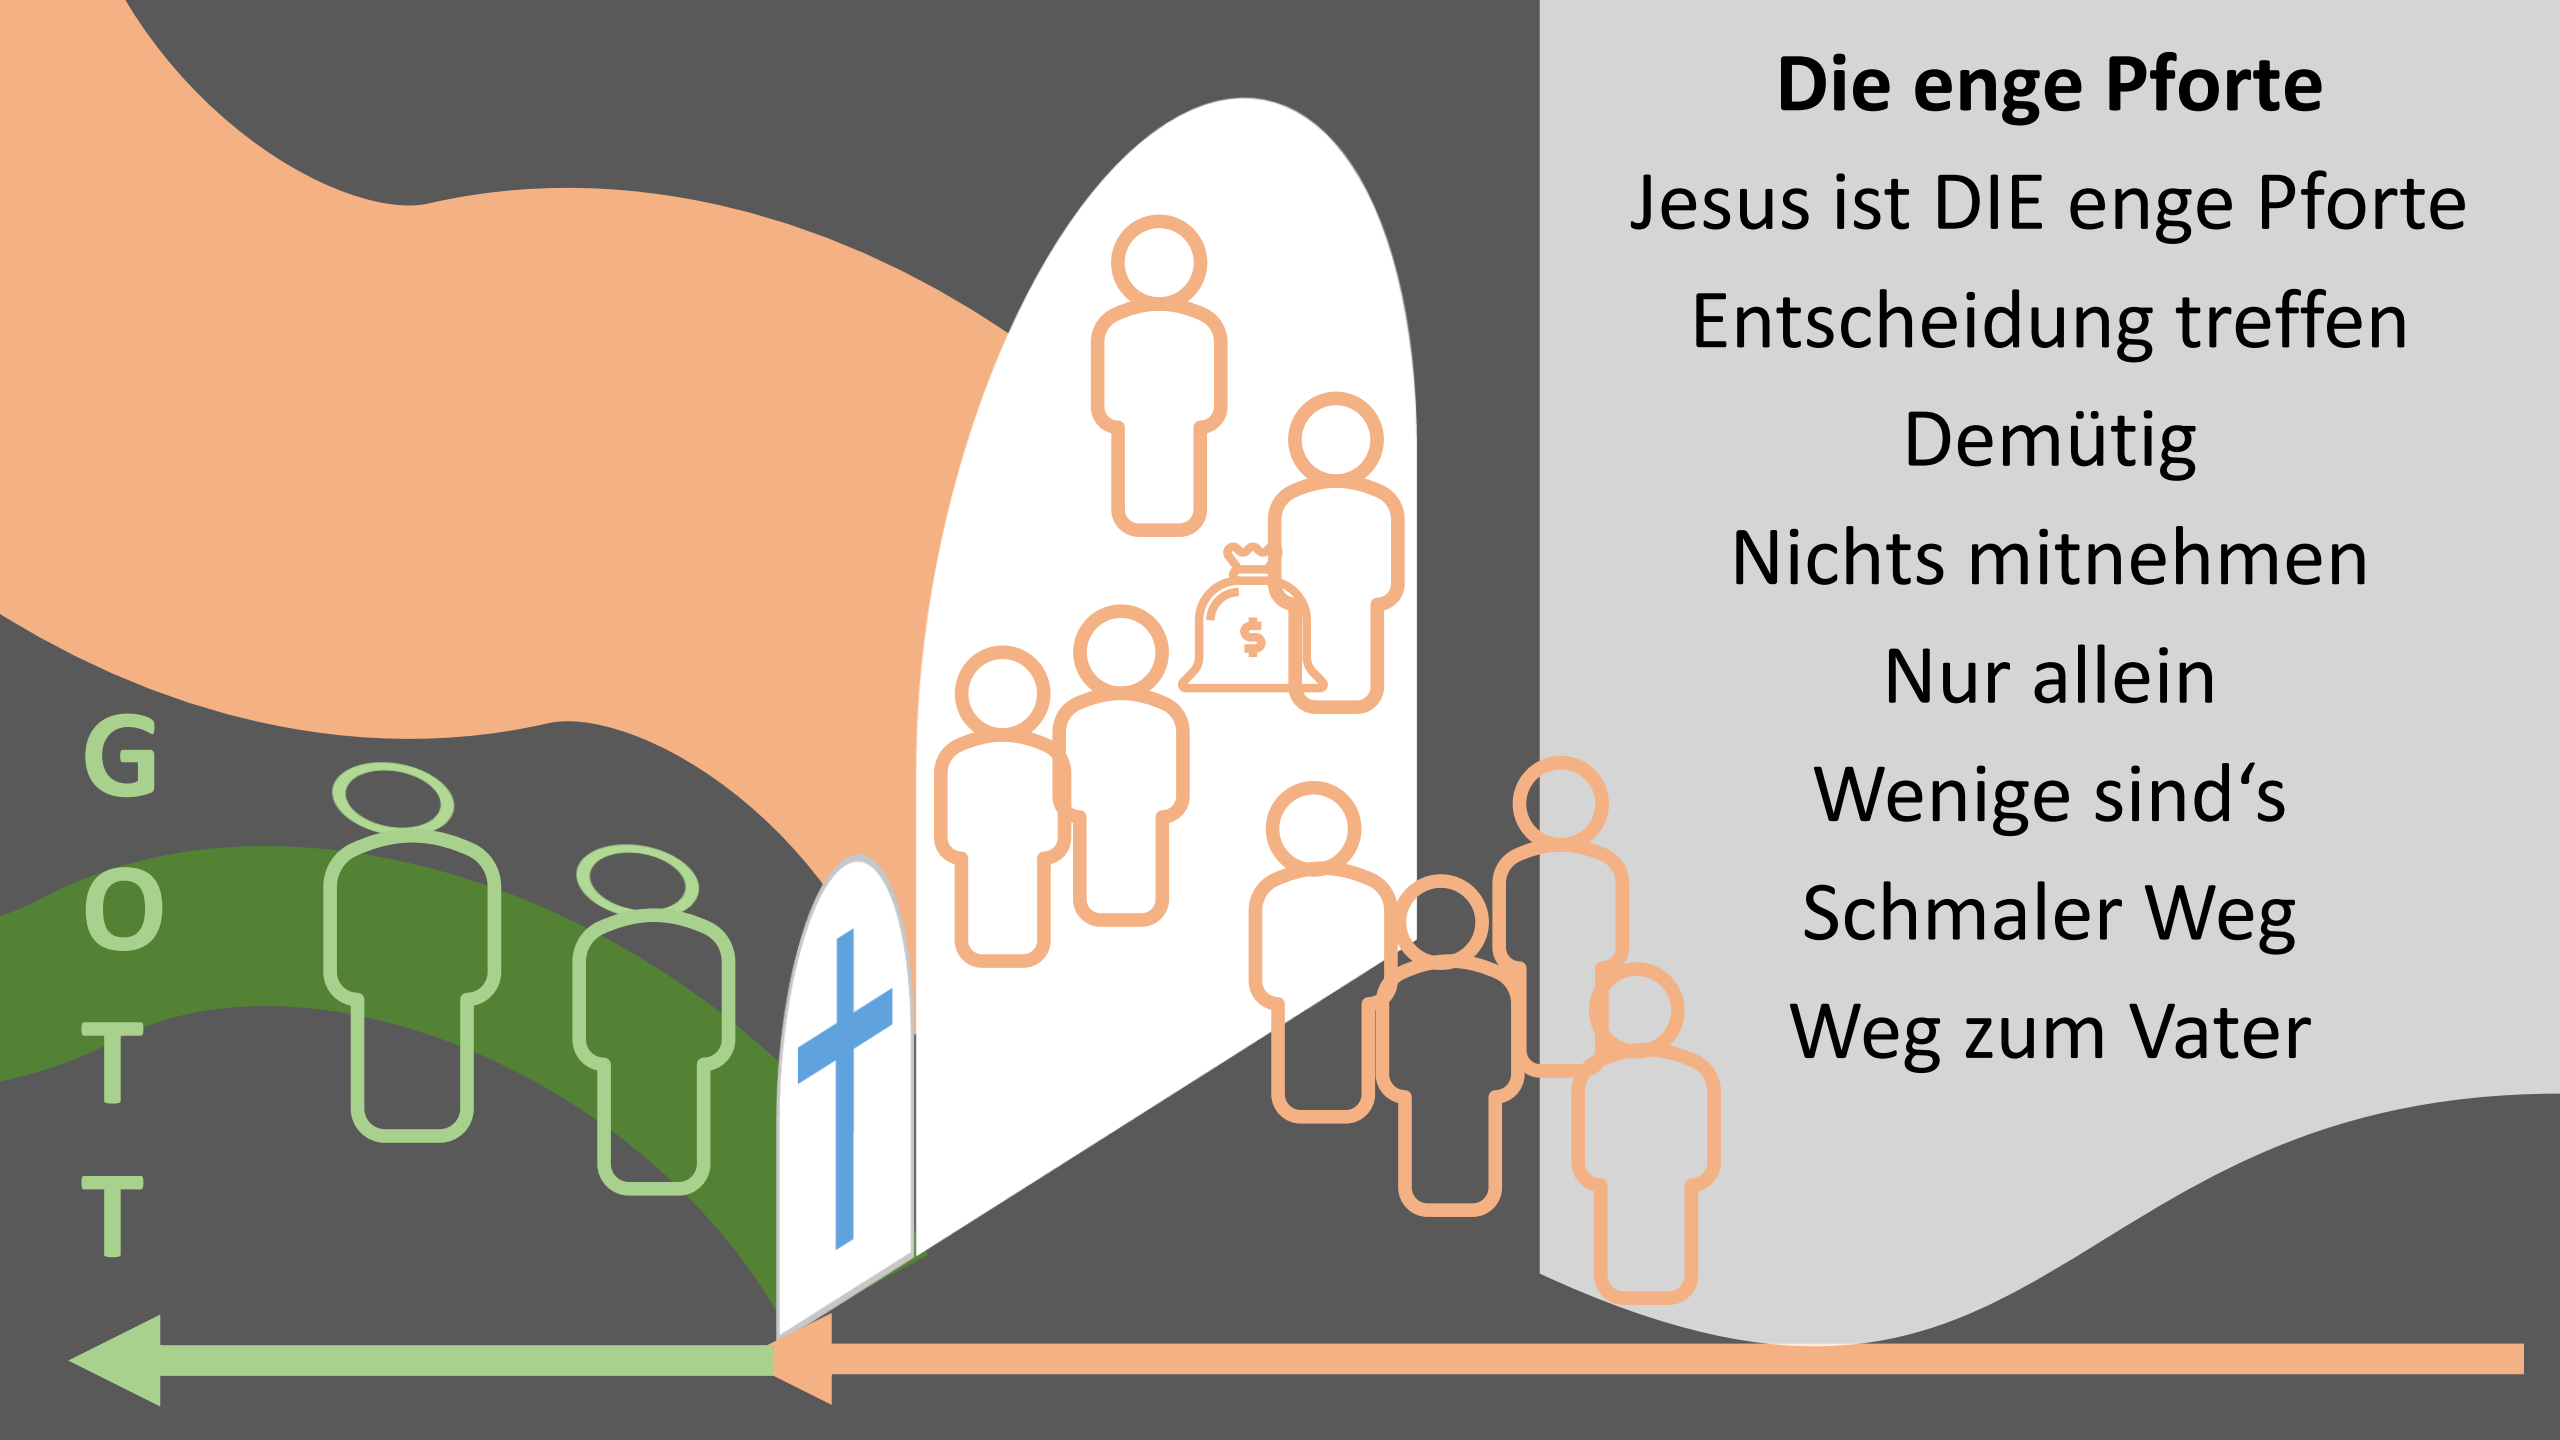 Die enge Pforte
Jesus ist DIE enge Pforte
Entscheidung treffen
Demütig
Nichts mitnehmen
Nur allein
Wenige sind‘s
Schmaler Weg
Weg zum Vater
$
G
O
T
T